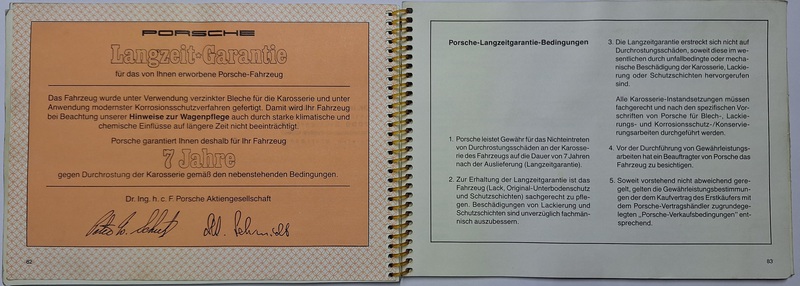 PORSCHE
Langzeit-Garantie
für das von Ihnen erworbene Porsche-Fahrzeug
Das Fahrzeug wurde unter Verwendung verzinkter Bleche für die Karosserie und unter
Anwendung modernster Korrosionsschutzverfahren gefertigt. Damit wird Ihr Fahrzeug
bei Beachtung unserer Hinweise zur Wagenpflege auch durch starke klimatische und
chemische Einflüsse auf längere Zeit nicht beeinträchtigt.
Porsche garantiert Ihnen deshalb für Ihr Fahrzeug
7 Jahre
gegen Durchrostung der Karosserie gemäß den nebenstehenden Bedingungen.
Dr. Ing. h. c. F. Porsche Aktiengesellschaft
82
Porsche-Langzeitgarantie-Bedingungen
1. Porsche leistet Gewähr für das Nichteintreten
von Durchrostungsschäden an der Karosse-
rie des Fahrzeugs auf die Dauer von 7 Jahren
nach der Auslieferung (Langzeitgarantie).
2. Zur Erhaltung der Langzeitgarantie ist das
Fahrzeug (Lack, Original-Unterbodenschutz
und Schutzschichten) sachgerecht zu pfle-
gen. Beschädigungen von Lackierung und
Schutzschichten sind unverzüglich fachmän-
nisch auszubessern.
3. Die Langzeitgarantie erstreckt sich nicht auf
Durchrostungsschäden, soweit diese im we-
sentlichen durch unfallbedingte oder mecha-
nische Beschädigung der Karosserie, Lackie-
rung oder Schutzschichten hervorgerufen
sind.
Alle Karosserie-Instandsetzungen müssen
fachgerecht und nach den spezifischen Vor-
schriften von Porsche für Blech-, Lackie-
rungs- und Korrosionsschutz-/Konservie-
rungsarbeiten durchgeführt werden.
4. Vor der Durchführung von Gewährleistungs-
arbeiten hat ein Beauftragter von Porsche das
Fahrzeug zu besichtigen.
5. Soweit vorstehend nicht abweichend gere-
gelt, gelten die Gewährleistungsbestimmun-
gen der dem Kaufvertrag des Erstkäufers mit
dem Porsche-Vertragshändler zugrundege-
legten „Porsche-Verkaufsbedingungen" ent-
sprechend.
83